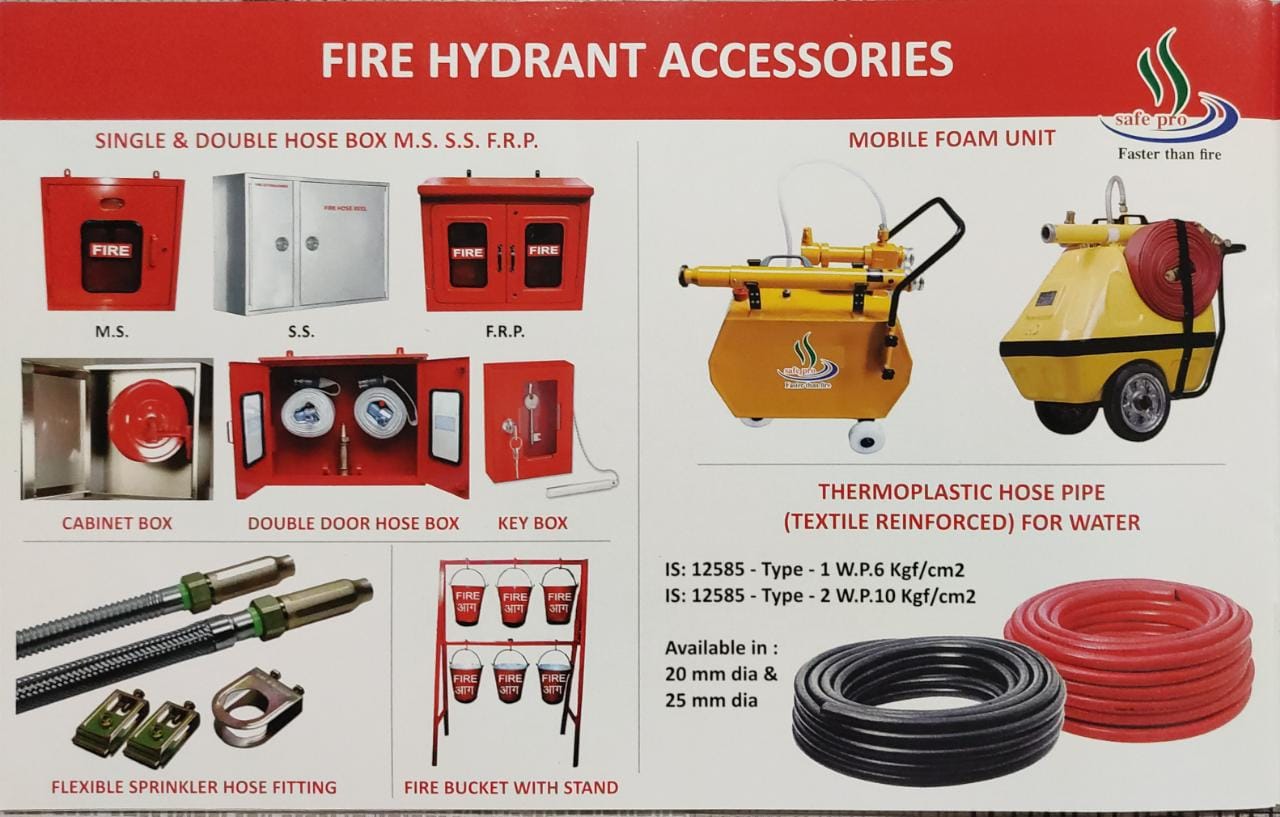 FIRE HYDRANT ACCESSORIES
safe pro
Faster than fire
SINGLE & DOUBLE HOSE BOX M.S. S.S. F.R.P.
FIRE
FIRE EXTINGUISHER
FIRE HOSE REEL
FIRE
FIRE
M.S.
S.S.
F.R.P.
CABINET BOX
DOUBLE DOOR HOSE BOX
KEY BOX
FLEXIBLE SPRINKLER HOSE FITTING
FIRE
आग
FIRE
आग
FIRE
आग
FIRE
आग
FIRE
आग
FIRE
आग
FIRE BUCKET WITH STAND
MOBILE FOAM UNIT
safe pro
Faster than fire
THERMOPLASTIC HOSE PIPE
(TEXTILE REINFORCED) FOR WATER
IS: 12585 - Type - 1 W.P.6 Kgf/cm2
IS: 12585 - Type - 2 W.P.10 Kgf/cm2
Available in :
20 mm dia &
25 mm dia